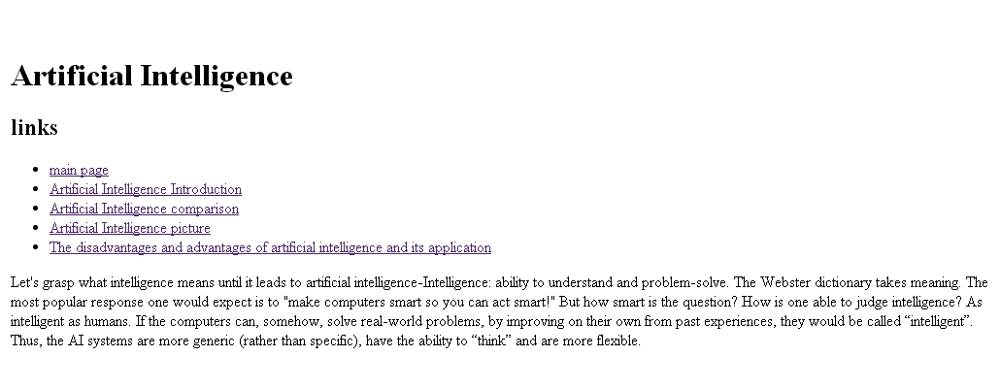 Artificial Intelligence
links
main page
Artificial Intelligence Introduction
Artificial Intelligence comparison
Artificial Intelligence picture
The disadvantages and advantages of artificial intelligence and its application
Let's grasp what intelligence means until it leads to artificial intelligence-Intelligence: ability to understand and problem-solve. The Webster dictionary takes meaning. The
most popular response one would expect is to "make computers smart so you can act smart!" But how smart is the question? How is one able to judge intelligence? As
intelligent as humans. If the computers can, somehow, solve real-world problems, by improving on their own from past experiences, they would be called “intelligent”.
Thus, the AI systems are more generic (rather than specific), have the ability to “think” and are more flexible.